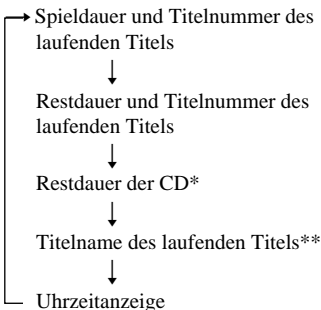 Spieldauer und Titelnummer des
laufenden Titels
Restdauer und Titelnummer des
laufenden Titels
Restdauer der CD*
Titelname des laufenden Titels**
Uhrzeitanzeige